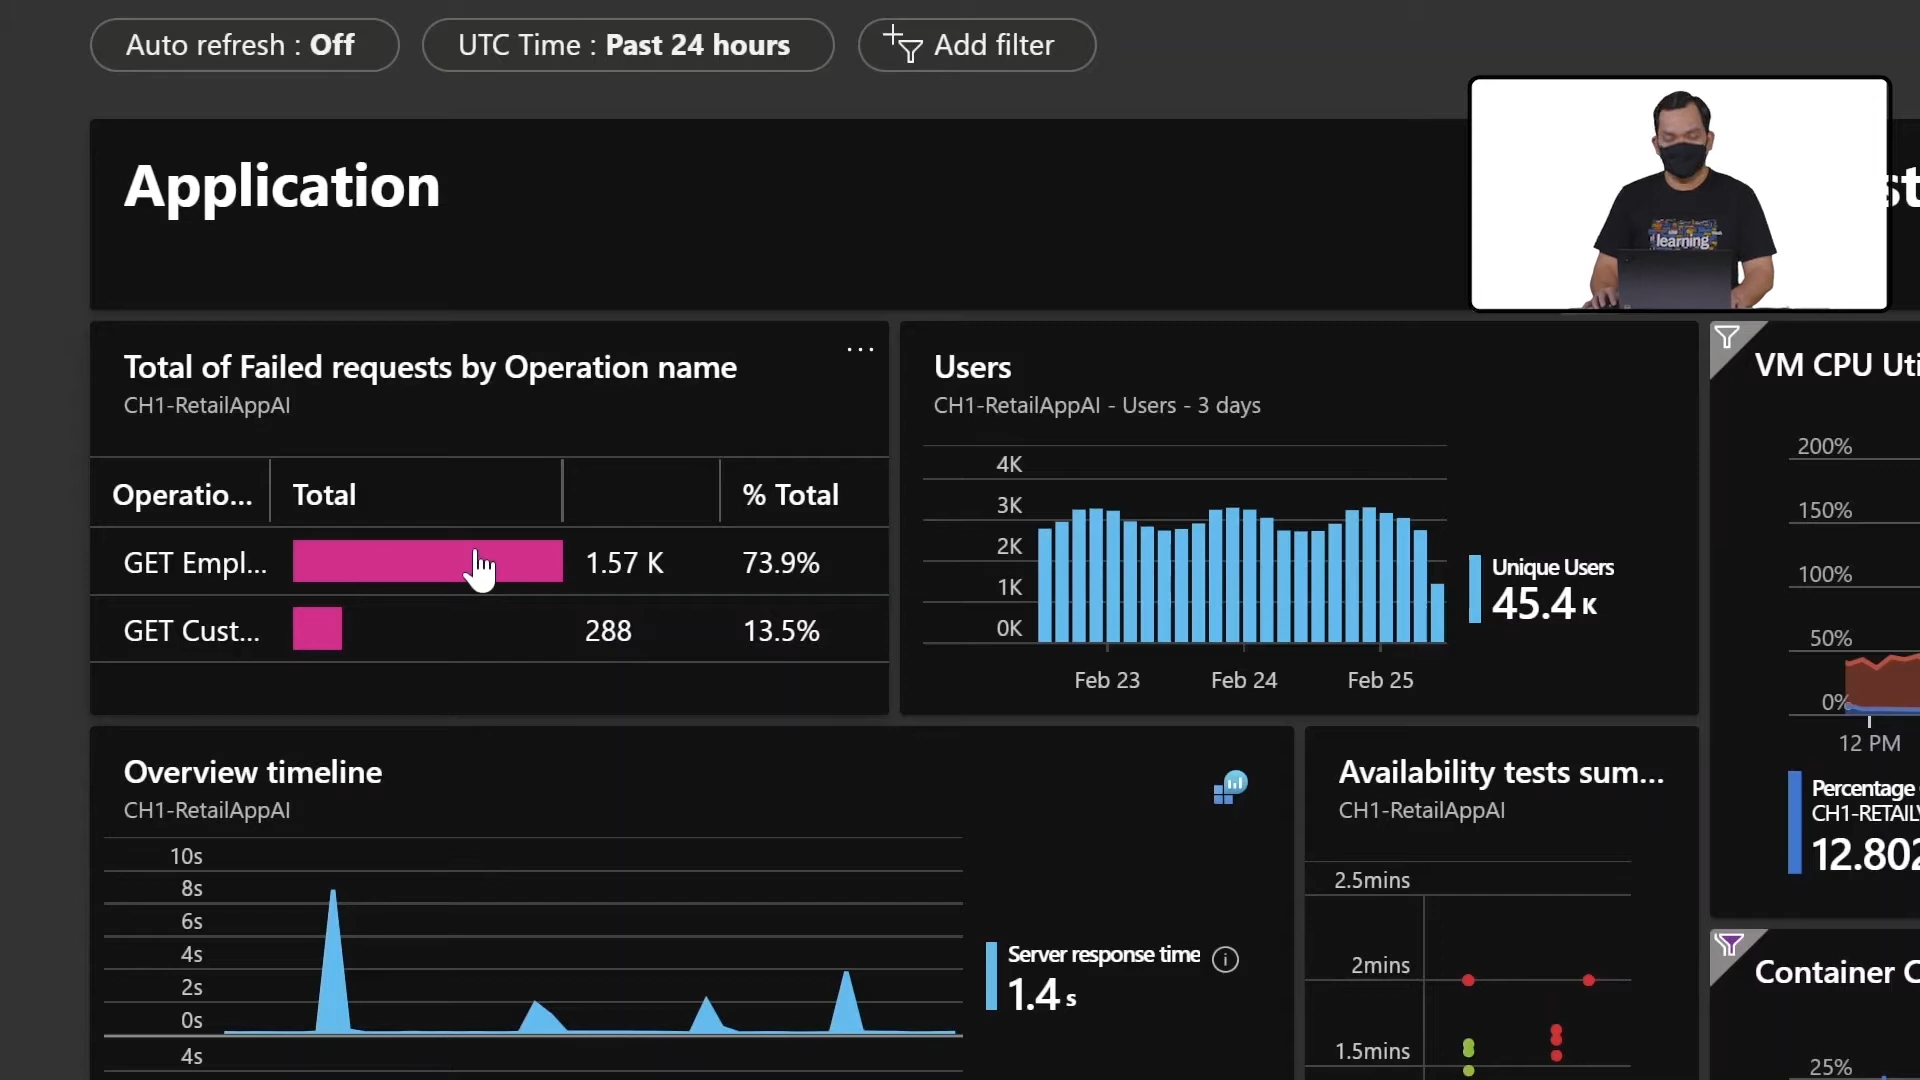 Auto refresh : Off
UTC Time : Past 24 hours
Add filter
Application
st
learning
Total of Failed requests by Operation name
...
CH1-RetailAppAI
Operatio...
Total
% Total
GET Empl...
1.57 K
73.9%
GET Cust...
288
13.5%
Users
CH1-RetailAppAI - Users - 3 days
4K
3K
2K
1K
0K
Feb 23
Feb 24
Feb 25
Unique Users
45.4 K
VM CPU Uti
200%
150%
100%
50%
0%
12 PM
Percentage
CH1-RETAIL
12.802
Overview timeline
CH1-RetailAppAI
10s
8s
6s
4s
2s
0s
4s
Server response time
1.4 s
Availability tests sum...
CH1-RetailAppAI
2.5mins
2mins
1.5mins
Container C
25%